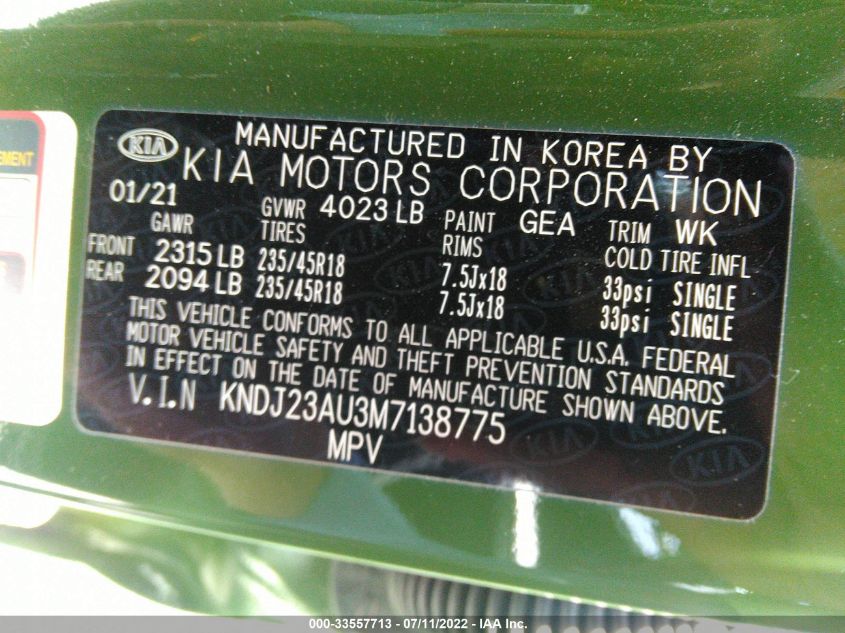 EMENT
KIA
MANUFACTURED IN KOREA BY
KIA MOTORS CORPORATION
01/21 GVWR 4023 LB PAINT GEA TRIM WK
GAWR TIRES RIMS COLD TIRE INFL
FRONT 2315 LB 235/45R18 7.5Jx18 33psi SINGLE
REAR 2094 LB 235/45R18 7.5Jx18 33psi SINGLE
THIS VEHICLE CONFORMS TO ALL APPLICABLE U.S.A. FEDERAL
MOTOR VEHICLE SAFETY AND THEFT PREVENTION STANDARDS
IN EFFECT ON THE DATE OF MANUFACTURE SHOWN ABOVE.
V.I.N KNDJ23AU3M7138775
MPV
000-33557713 - 07/11/2022 - IAA Inc.